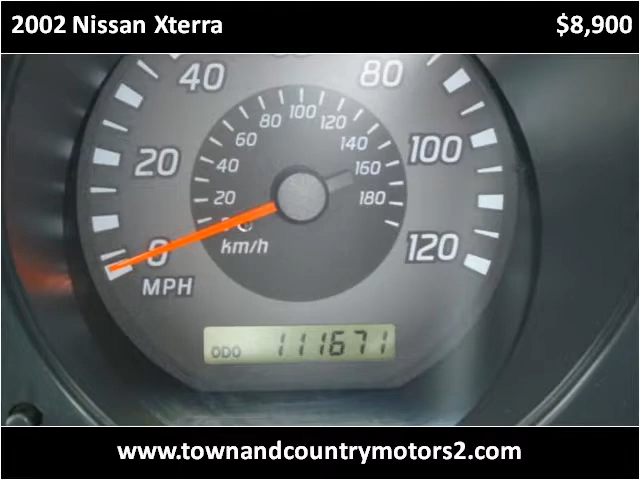 2002 Nissan Xterra $8,900
40 80
100
80 120
60 140
20 40 160 100
20 180
0 120
km/h
MPH
ODO 111671
www.townandcountrymotors2.com